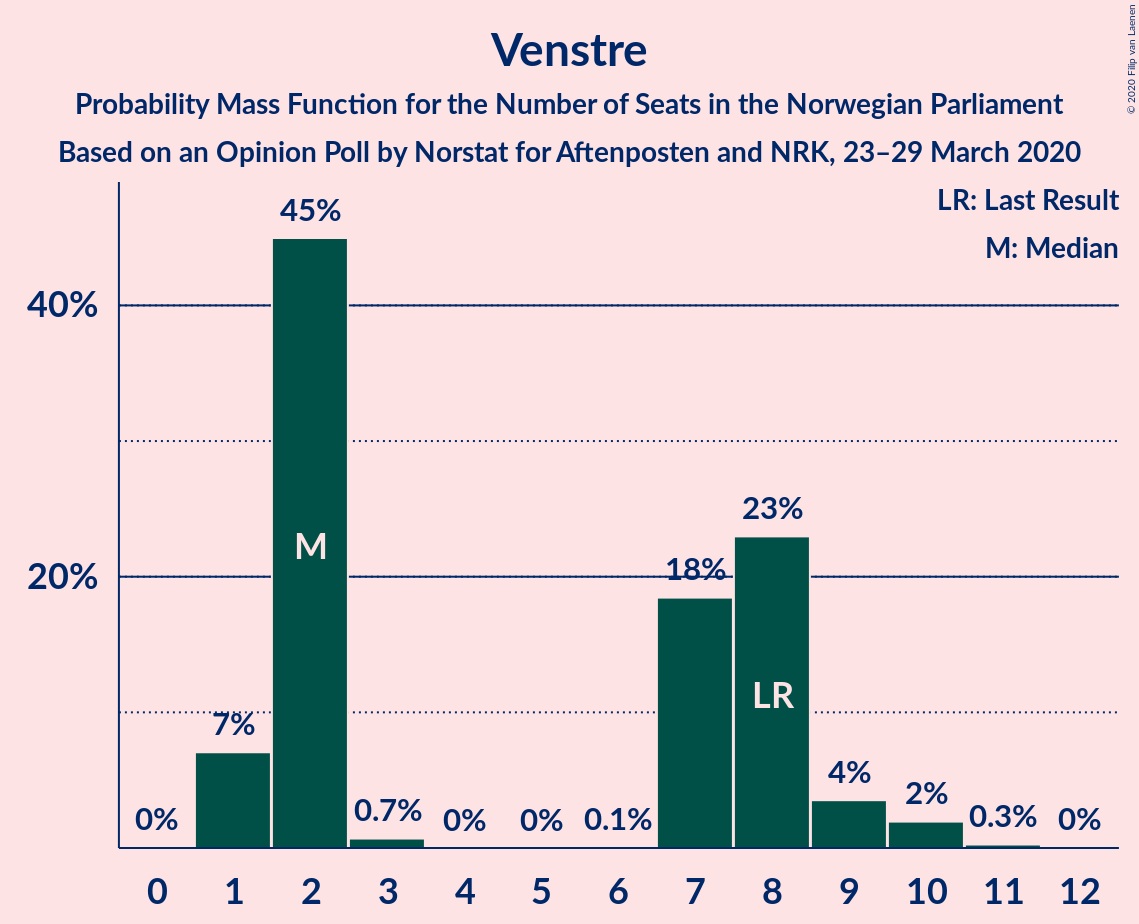 Venstre
Probability Mass Function for the Number of Seats in the Norwegian Parliament
Based on an Opinion Poll by Norstat for Aftenposten and NRK, 23–29 March 2020
© 2020 Filip van Laenen
LR: Last Result
M: Median
40%
20%
0%
7%
45%
0.7%
0%
0%
0.1%
18%
23%
4%
2%
0.3%
0%
M
LR
0 1 2 3 4 5 6 7 8 9 10 11 12